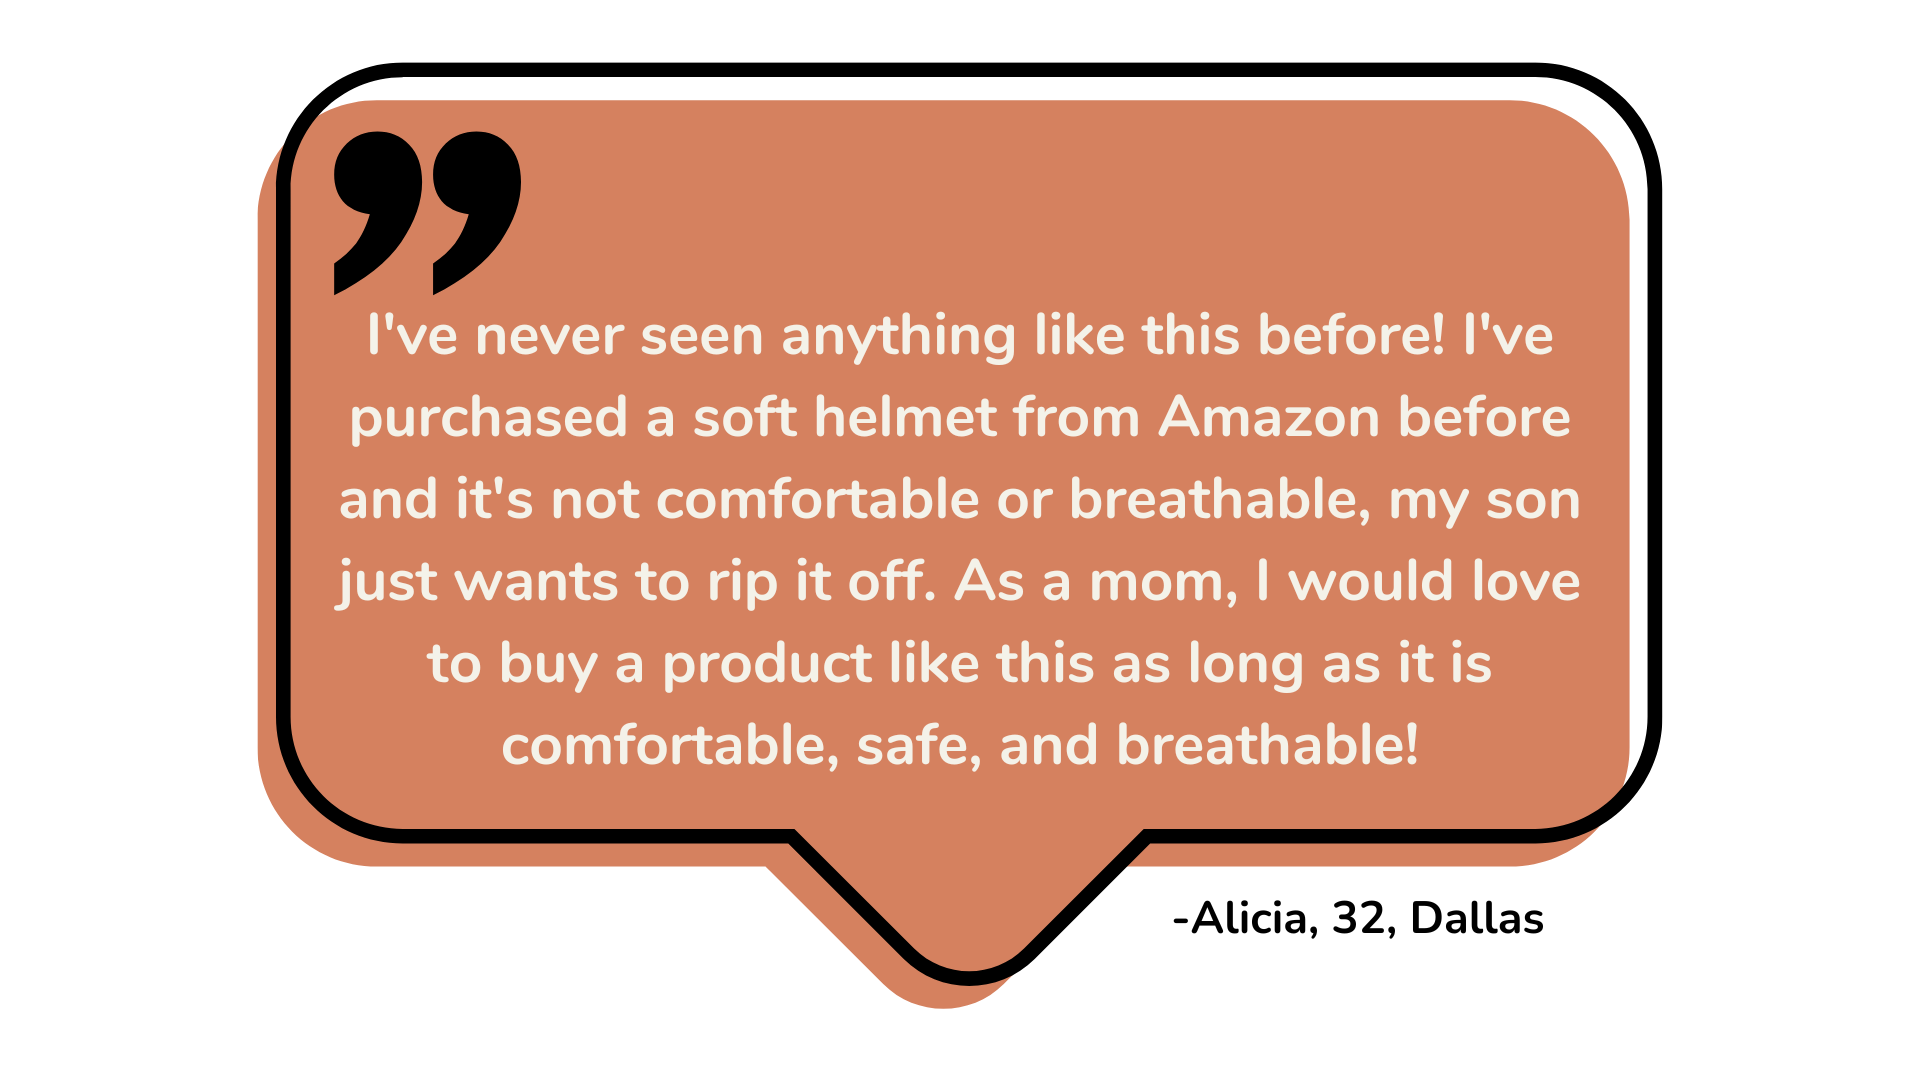 ”
I've never seen anything like this before! I've
purchased a soft helmet from Amazon before
and it's not comfortable or breathable, my son
just wants to rip it off. As a mom, I would love
to buy a product like this as long as it is
comfortable, safe, and breathable!
-Alicia, 32, Dallas